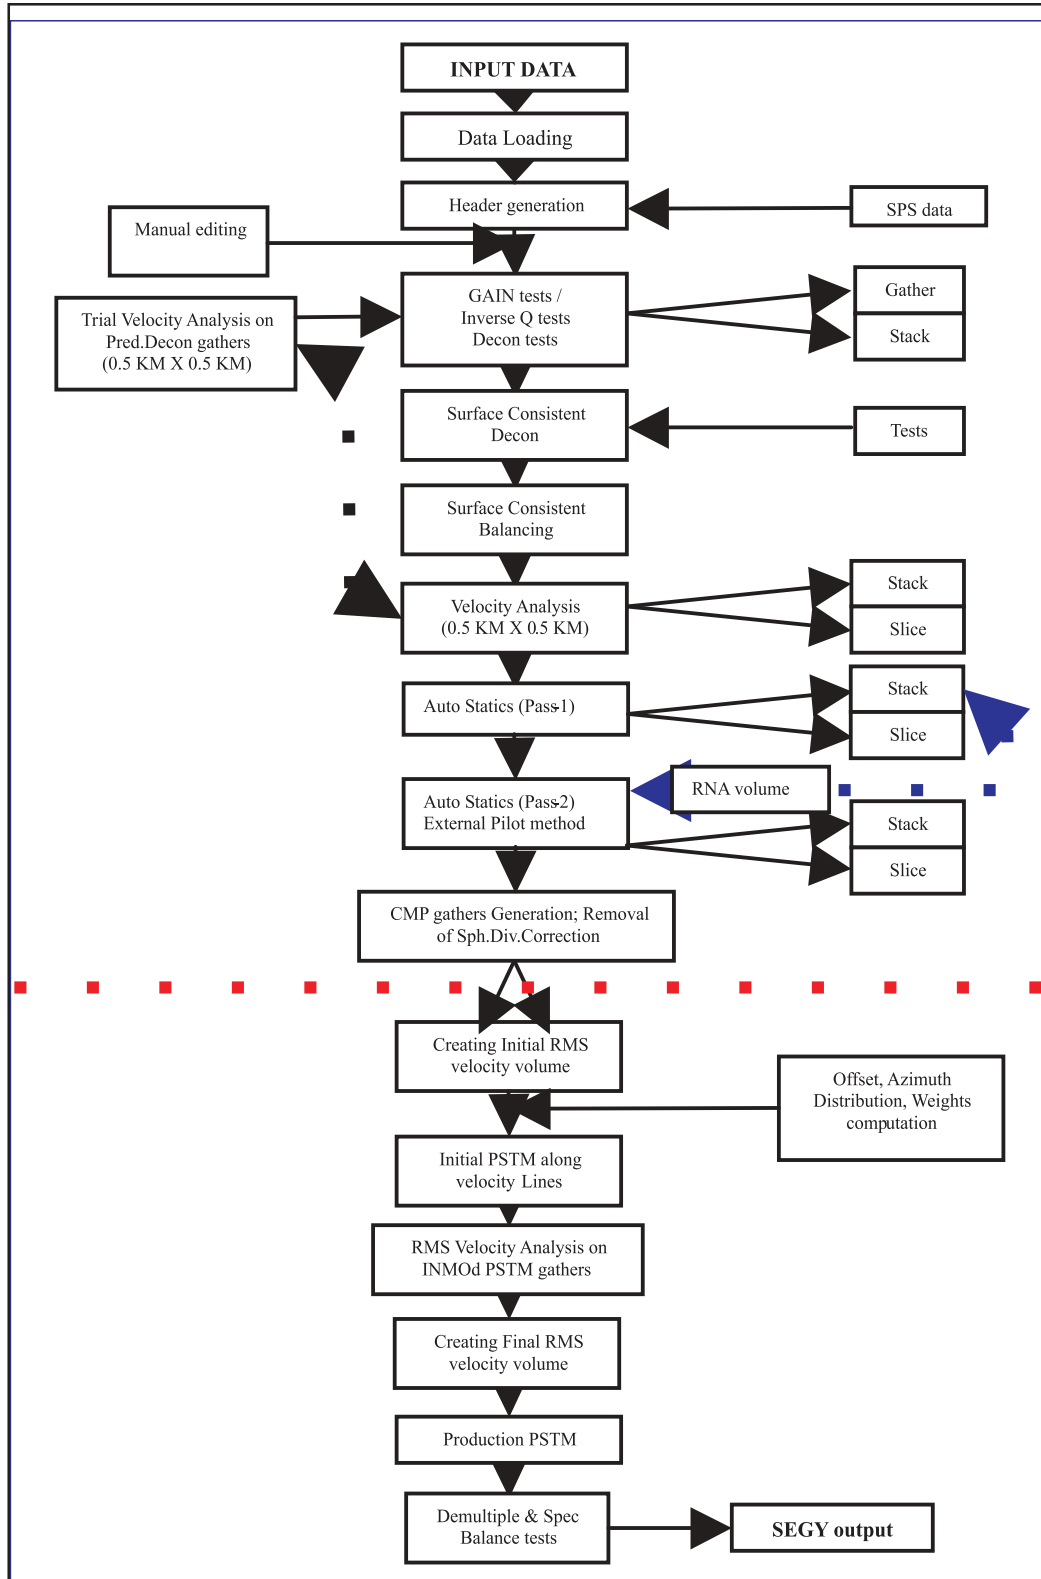 INPUT DATA
Data Loading
Header generation
SPS data
Manual editing
GAIN tests /
Inverse Q tests
Decon tests
Gather
Stack
Trial Velocity Analysis on
Pred.Decon gathers
(0.5 KM X 0.5 KM)
Surface Consistent
Decon
Tests
Surface Consistent
Balancing
Velocity Analysis
(0.5 KM X 0.5 KM)
Stack
Slice
Auto Statics (Pass-1)
Stack
Slice
RNA volume
Auto Statics (Pass-2)
External Pilot method
Stack
Slice
CMP gathers Generation; Removal
of Sph.Div.Correction
Creating Initial RMS
velocity volume
Offset, Azimuth
Distribution, Weights
computation
Initial PSTM along
velocity Lines
RMS Velocity Analysis on
INMOd PSTM gathers
Creating Final RMS
velocity volume
Production PSTM
Demultiple & Spec
Balance tests
SEGY output